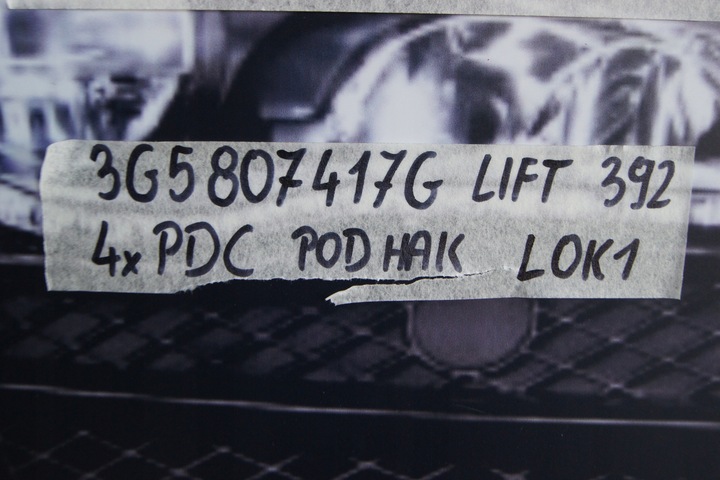 3G5807417G LIFT 392
4x PDC POD HAK LOK1